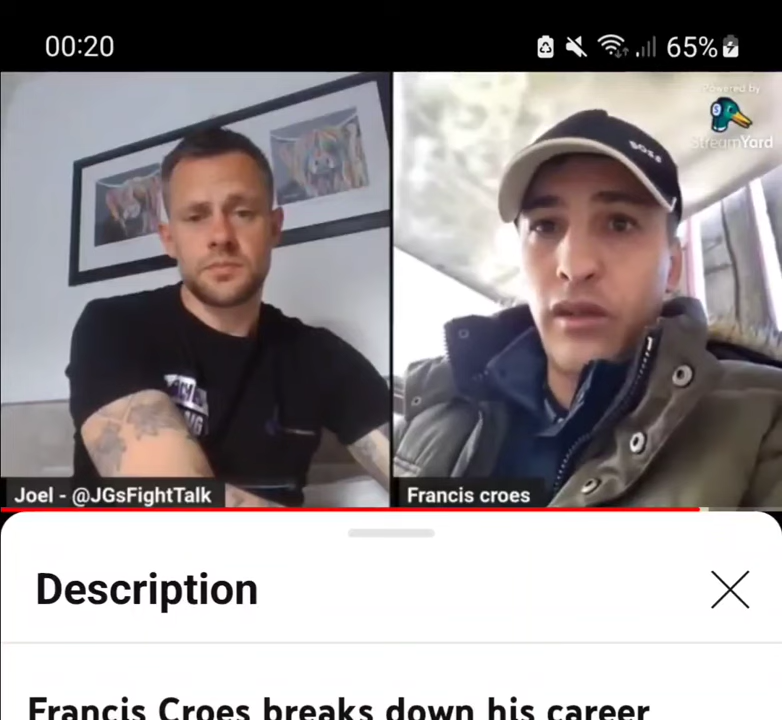 00:20
65%
Powered by
StreamYard
BOSS
Joel - @JGsFightTalk
Francis croes
Description
Francis Croes breaks down his career